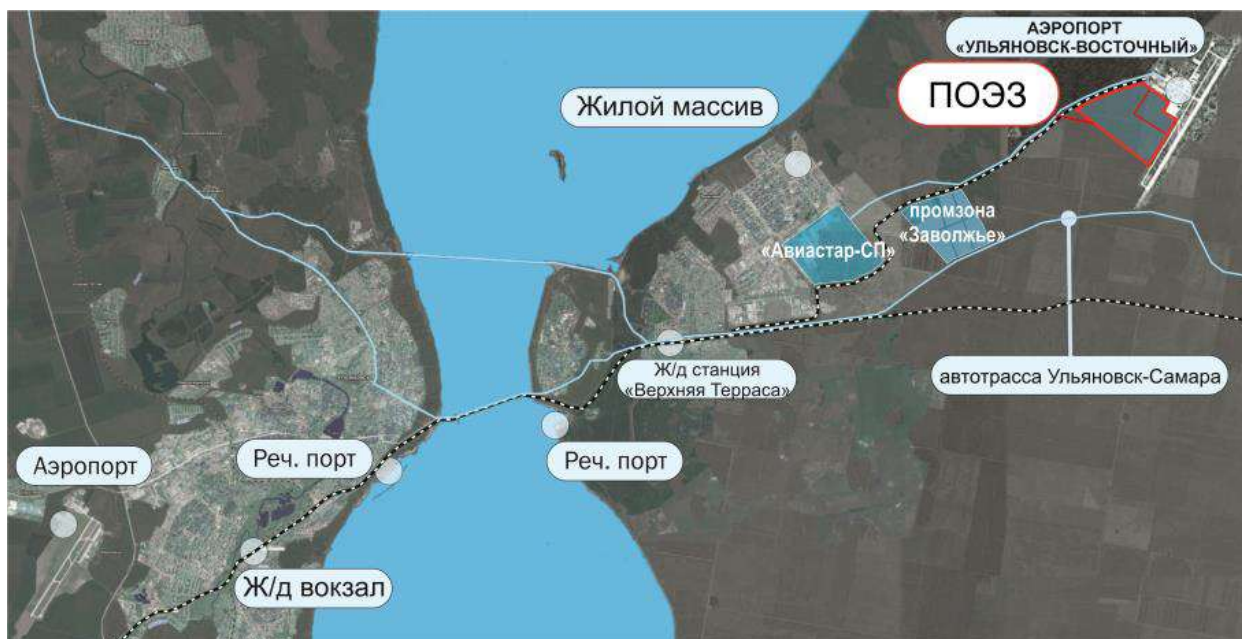 АЭРОПОРТ
«УЛЬЯНОВСК-ВОСТОЧНЫЙ»
ПОЭЗ
Жилой массив
промзона
«Заволжье»
«Авиастар-СП»
Ж/д станция
«Верхняя Терраса»
автотрасса Ульяновск-Самара
Аэропорт
Реч. порт
Реч. порт
Ж/д вокзал